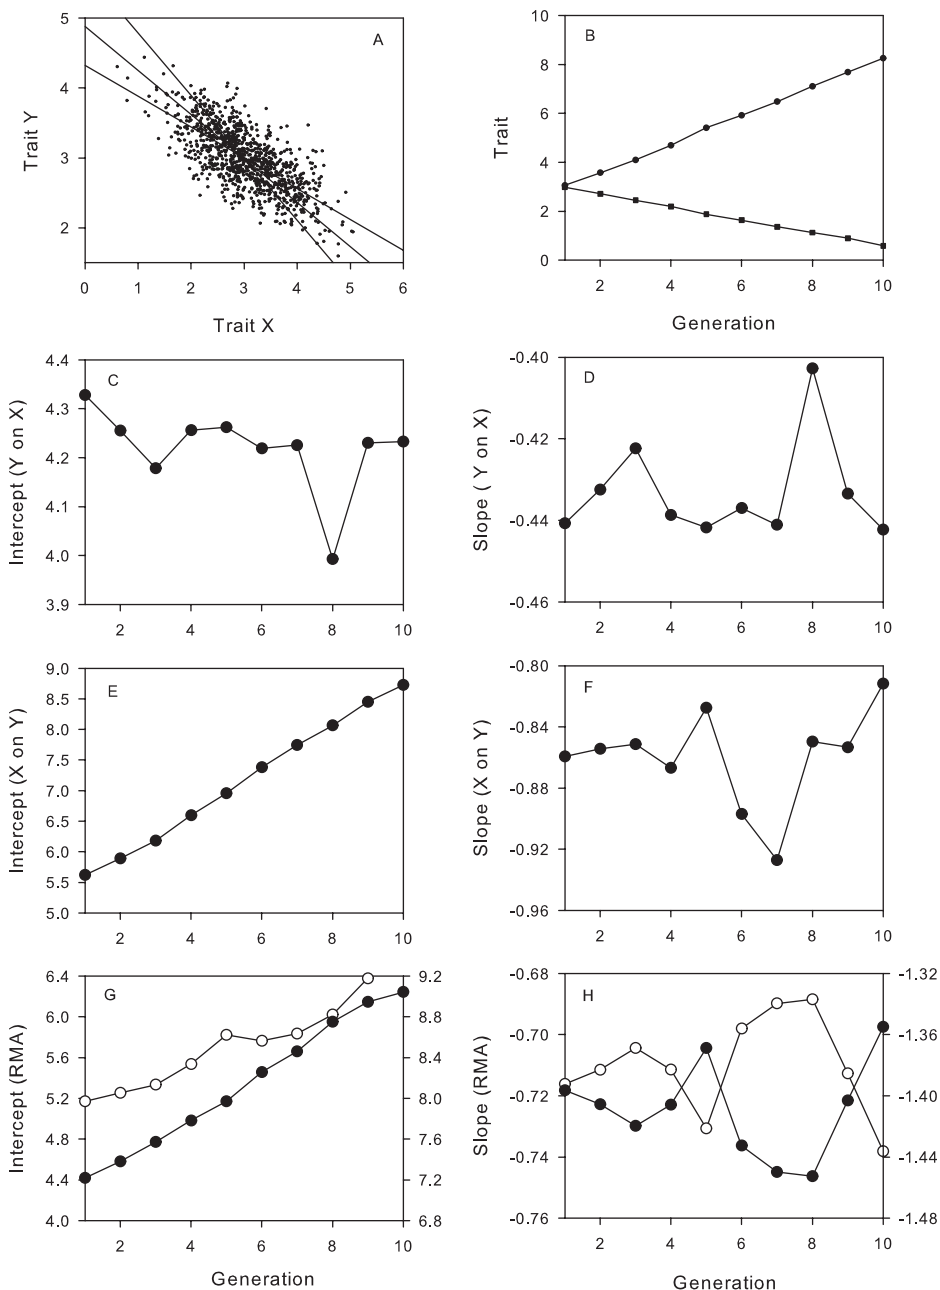 A
Trait Y
5
4
3
2
0 1 2 3 4 5 6
Trait X
B
Trait
10
8
6
4
2
0
2 4 6 8 10
Generation
C
Intercept (Y on X)
4.4
4.3
4.2
4.1
4.0
3.9
2 4 6 8 10
D
Slope ( Y on X)
-0.40
-0.42
-0.44
-0.46
2 4 6 8 10
E
Intercept (X on Y)
9.0
8.5
8.0
7.5
7.0
6.5
6.0
5.5
5.0
2 4 6 8 10
F
Slope (X on Y)
-0.80
-0.84
-0.88
-0.92
-0.96
2 4 6 8 10
G
Intercept (RMA)
6.4
6.0
5.6
5.2
4.8
4.4
4.0
9.2
8.8
8.4
8.0
7.6
7.2
6.8
2 4 6 8 10
Generation
H
Slope (RMA)
-0.68
-0.70
-0.72
-0.74
-0.76
-1.32
-1.36
-1.40
-1.44
-1.48
2 4 6 8 10
Generation